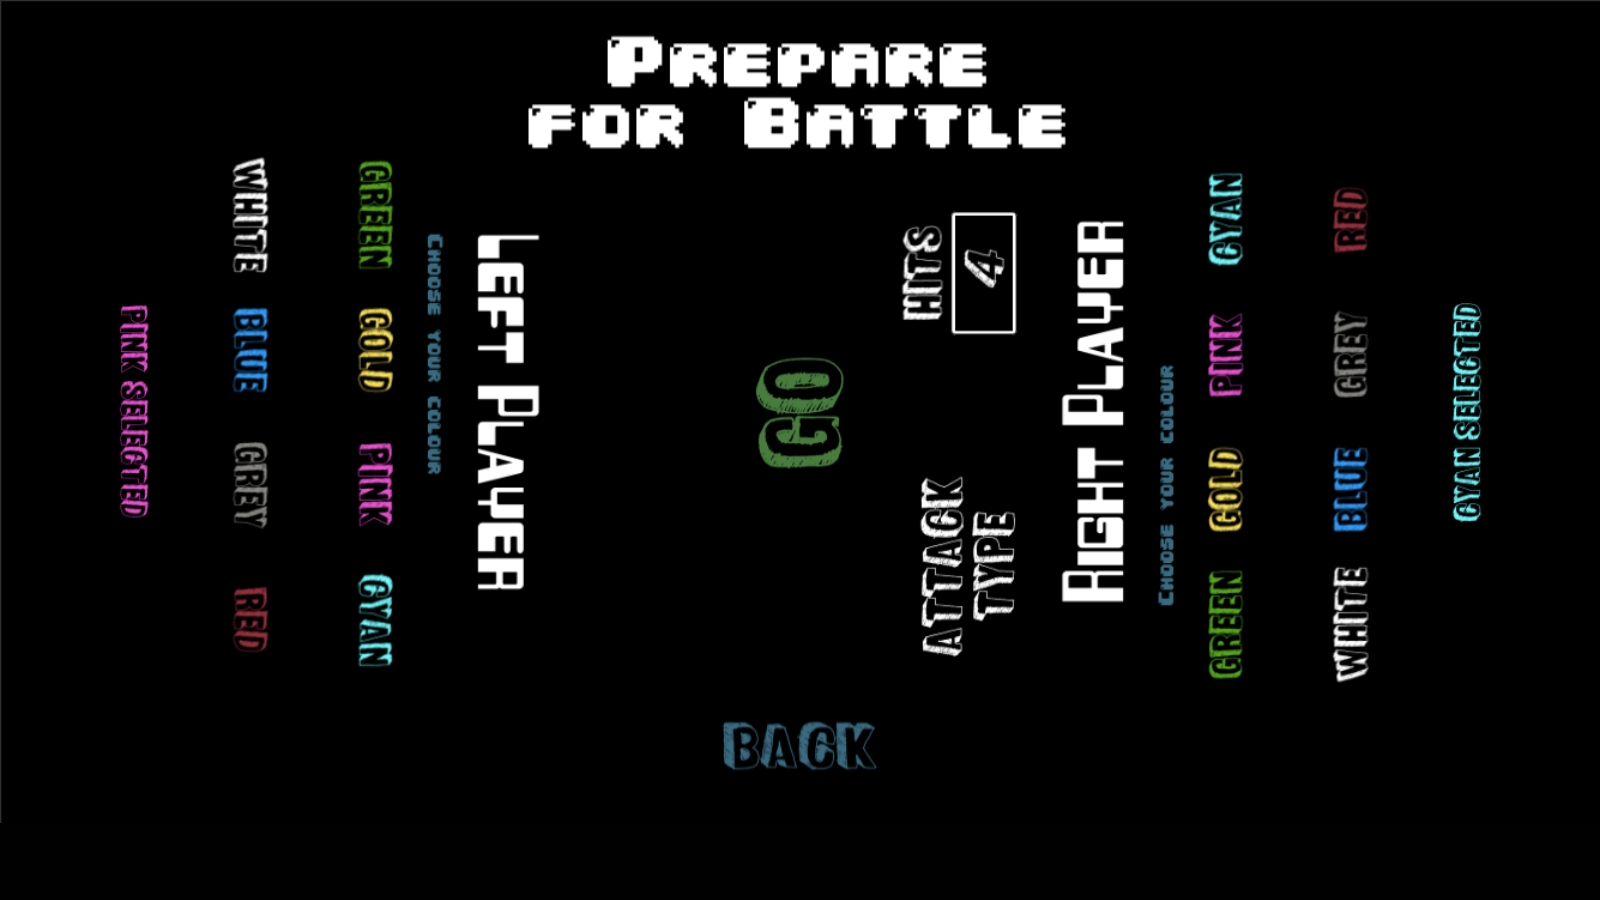 Prepare
for Battle
Left Player
Choose your colour
GREEN
GOLD
PINK
CYAN
WHITE
BLUE
GREY
RED
PINK SELECTED
GO
HITS
4
ATTACK
TYPE
Right Player
Choose your colour
GREEN
GOLD
PINK
CYAN
WHITE
BLUE
GREY
RED
CYAN SELECTED
BACK